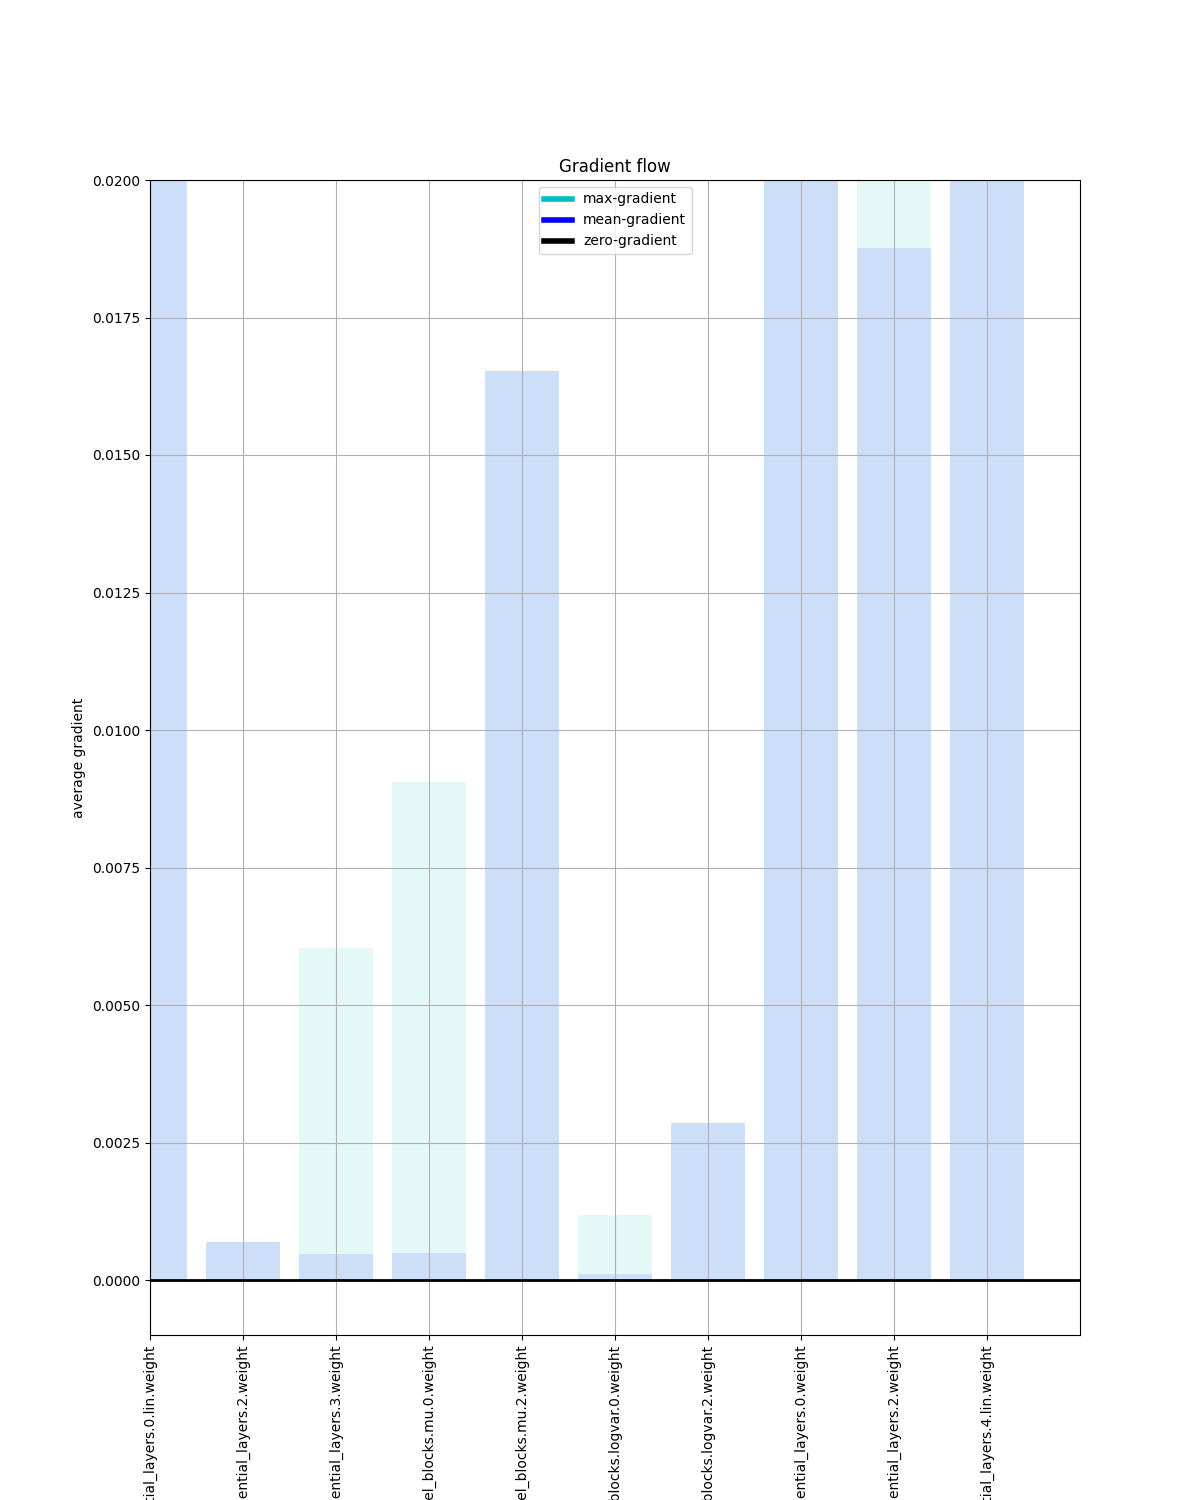 Gradient flow
max-gradient
mean-gradient
zero-gradient
0.0200
0.0175
0.0150
0.0125
0.0100
0.0075
0.0050
0.0025
0.0000
average gradient
tial_layers.0.lin.weight
ential_layers.2.weight
ential_layers.3.weight
el_blocks.mu.0.weight
el_blocks.mu.2.weight
blocks.logvar.0.weight
blocks.logvar.2.weight
ential_layers.0.weight
ential_layers.2.weight
tial_layers.4.lin.weight